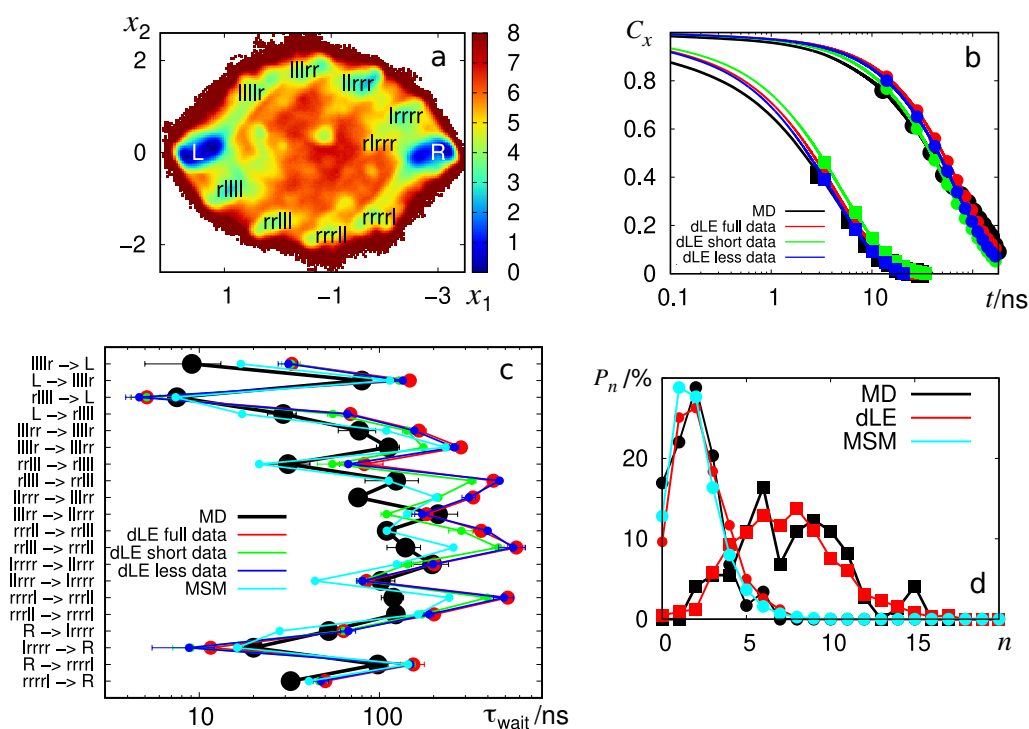 x₂
2
0
−2
a
lllrr
llllr
llrrr
lrrrr
rlrrr
L
R
rllll
rrlll
rrrll
rrrrl
1
-1
-3
x₁
8
7
6
5
4
3
2
1
0
Cₓ
b
0.8
0.6
0.4
0.2
0
MD
dLE full data
dLE short data
dLE less data
0.1
1
10
t/ns
c
llllr –> L
L –> llllr
rllll –> L
L –> rllll
lllrr –> llllr
llllr –> lllrr
rrlll –> rllll
rllll –> rrlll
llrrr –> lllrr
lllrr –> llrrr
rrrll –> rrlll
rrlll –> rrrll
lrrrr –> llrrr
llrrr –> lrrrr
rrrrl –> rrrll
rrrll –> rrrrl
R –> lrrrr
lrrrr –> R
R –> rrrrl
rrrrl –> R
MD
dLE full data
dLE short data
dLE less data
MSM
10
100
τwait/ns
Pₙ/%
MD
dLE
MSM
20
10
0
d
0
5
10
15
n